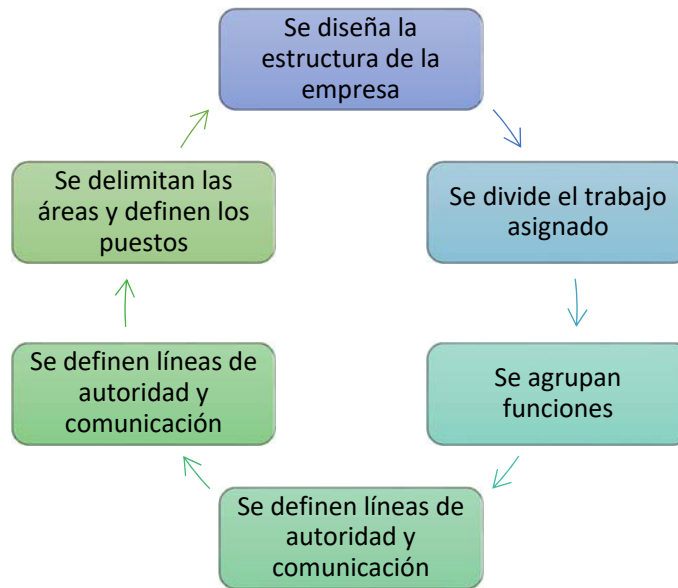 Se diseña la
estructura de la
empresa
Se divide el trabajo
asignado
Se agrupan
funciones
Se definen líneas de
autoridad y
comunicación
Se definen líneas de
autoridad y
comunicación
Se delimitan las
áreas y definen los
puestos